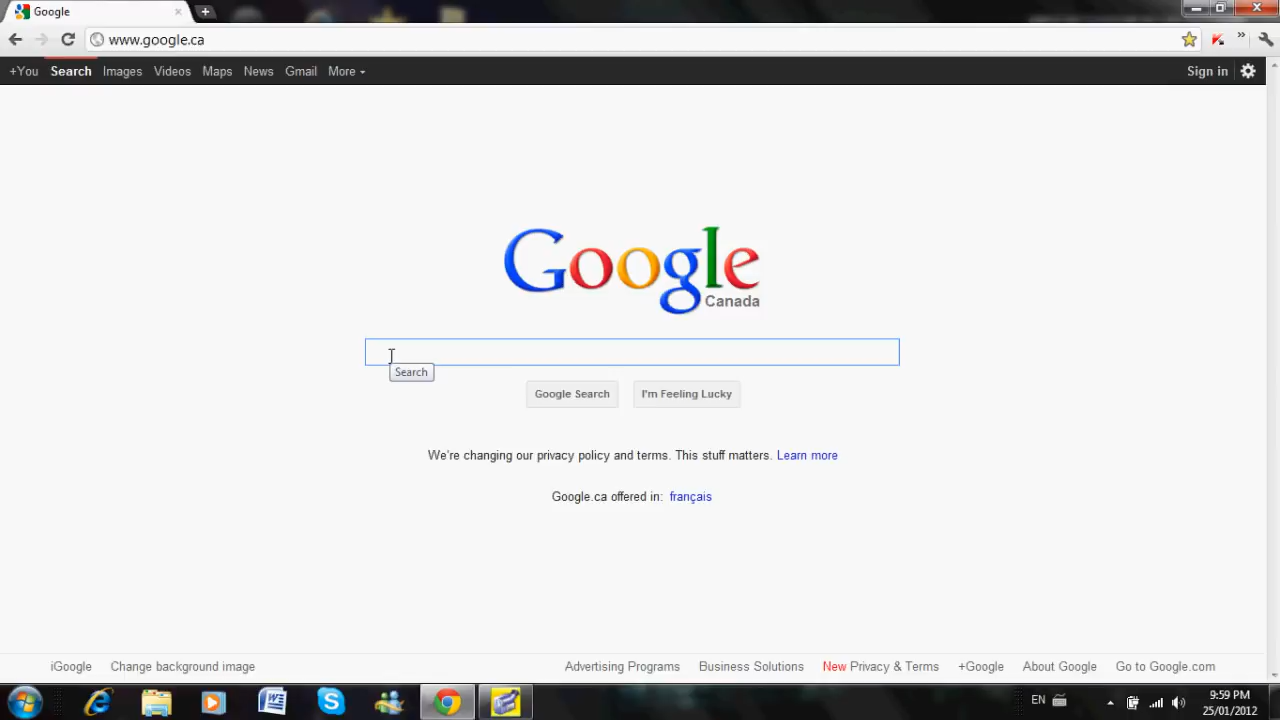 Google
www.google.ca
+You Search Images Videos Maps News Gmail More Sign in
Google
Canada
Search
Google Search I'm Feeling Lucky
We're changing our privacy policy and terms. This stuff matters. Learn more
Google.ca offered in: français
iGoogle Change background image Advertising Programs Business Solutions New Privacy & Terms +Google About Google Go to Google.com
EN 9:59 PM
25/01/2012